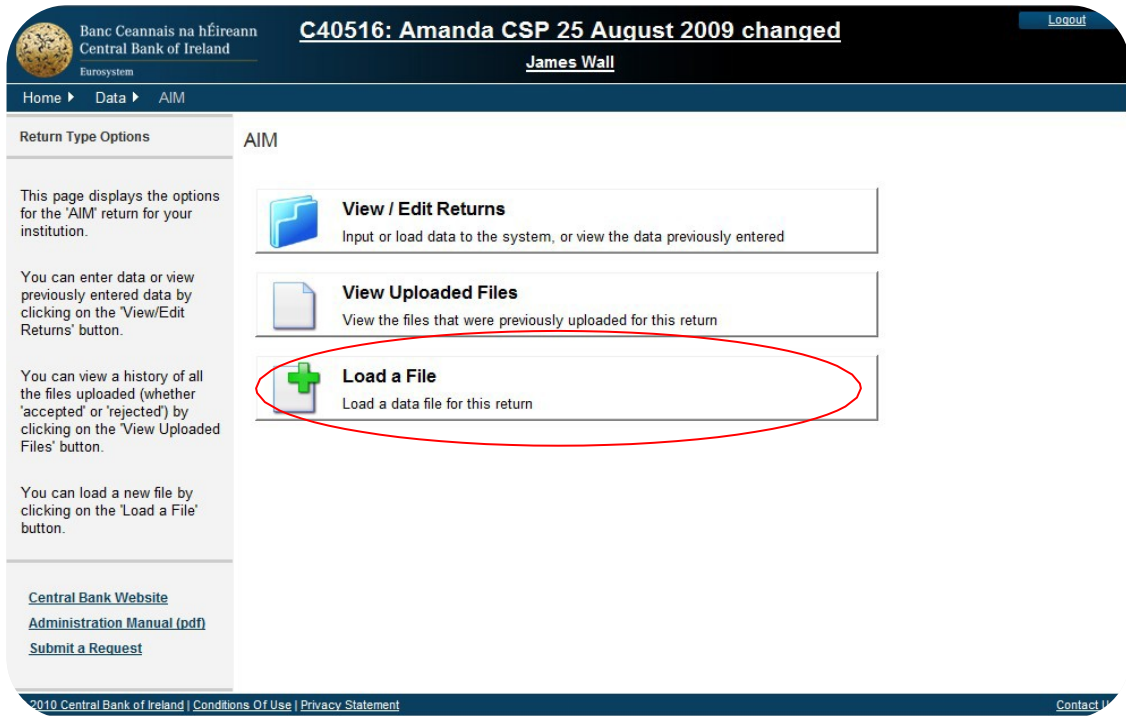 Banc Ceannais na hÉireann
Central Bank of Ireland
Eurosystem
C40516: Amanda CSP 25 August 2009 changed
James Wall
Logout
Home Data AIM
Return Type Options
This page displays the options
for the 'AIM' return for your
institution.
You can enter data or view
previously entered data by
clicking on the 'View/Edit
Returns' button.
You can view a history of all
the files uploaded (whether
'accepted' or 'rejected') by
clicking on the 'View Uploaded
Files' button.
You can load a new file by
clicking on the 'Load a File'
button.
Central Bank Website
Administration Manual (pdf)
Submit a Request
AIM
View / Edit Returns
Input or load data to the system, or view the data previously entered
View Uploaded Files
View the files that were previously uploaded for this return
Load a File
Load a data file for this return
2010 Central Bank of Ireland | Conditions Of Use | Privacy Statement
Contact